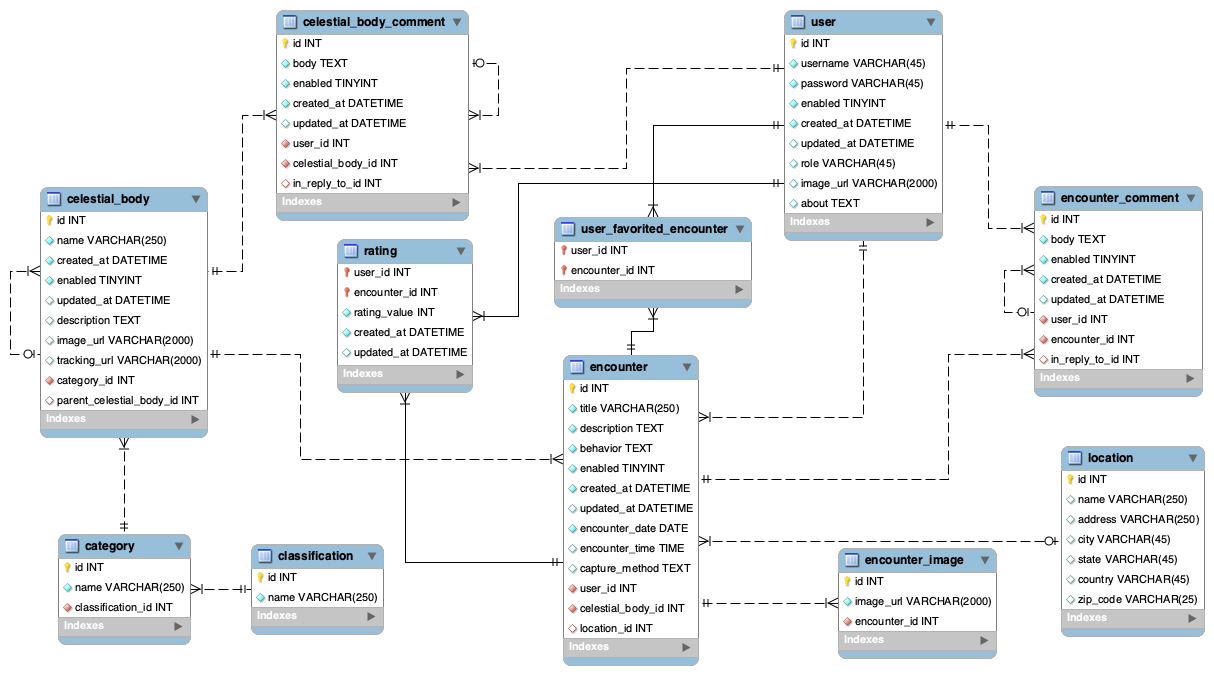 celestial_body_comment
id INT
body TEXT
enabled TINYINT
created_at DATETIME
updated_at DATETIME
user_id INT
celestial_body_id INT
in_reply_to_id INT
Indexes
user
id INT
username VARCHAR(45)
password VARCHAR(45)
enabled TINYINT
created_at DATETIME
updated_at DATETIME
role VARCHAR(45)
image_url VARCHAR(2000)
about TEXT
Indexes
celestial_body
id INT
name VARCHAR(250)
created_at DATETIME
enabled TINYINT
updated_at DATETIME
description TEXT
image_url VARCHAR(2000)
tracking_url VARCHAR(2000)
category_id INT
parent_celestial_body_id INT
Indexes
rating
user_id INT
encounter_id INT
rating_value INT
created_at DATETIME
updated_at DATETIME
Indexes
user_favorited_encounter
user_id INT
encounter_id INT
Indexes
encounter_comment
id INT
body TEXT
enabled TINYINT
created_at DATETIME
updated_at DATETIME
user_id INT
encounter_id INT
in_reply_to_id INT
Indexes
encounter
id INT
title VARCHAR(250)
description TEXT
behavior TEXT
enabled TINYINT
created_at DATETIME
updated_at DATETIME
encounter_date DATE
encounter_time TIME
capture_method TEXT
user_id INT
celestial_body_id INT
location_id INT
Indexes
location
id INT
name VARCHAR(250)
address VARCHAR(250)
city VARCHAR(45)
state VARCHAR(45)
country VARCHAR(45)
zip_code VARCHAR(25)
Indexes
category
id INT
name VARCHAR(250)
classification_id INT
Indexes
classification
id INT
name VARCHAR(250)
Indexes
encounter_image
id INT
image_url VARCHAR(2000)
encounter_id INT
Indexes